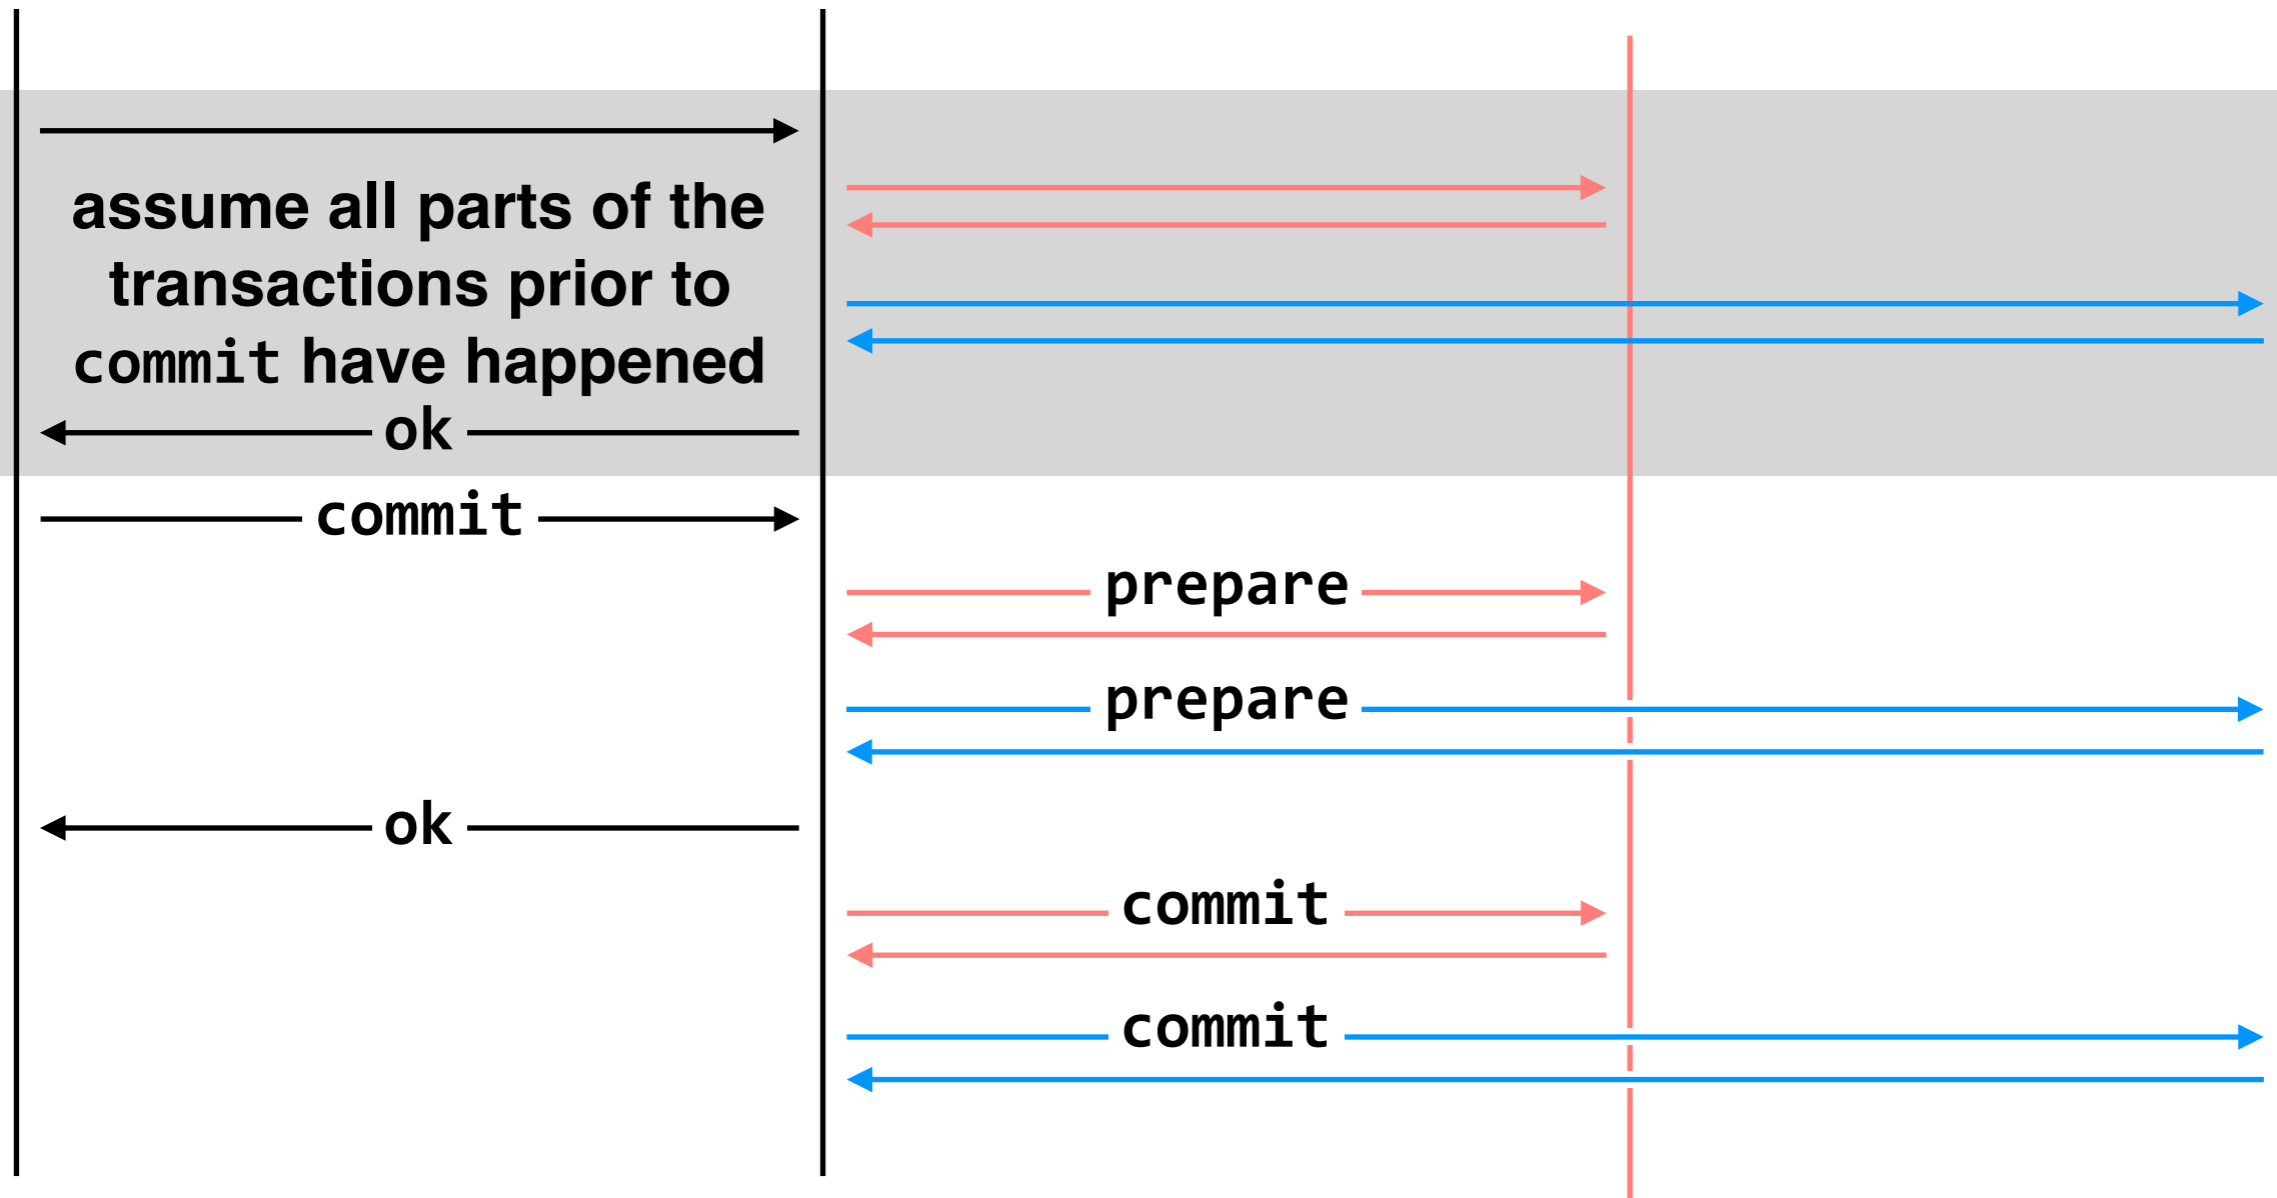 assume all parts of the
transactions prior to
commit have happened
ok
commit
prepare
prepare
ok
commit
commit